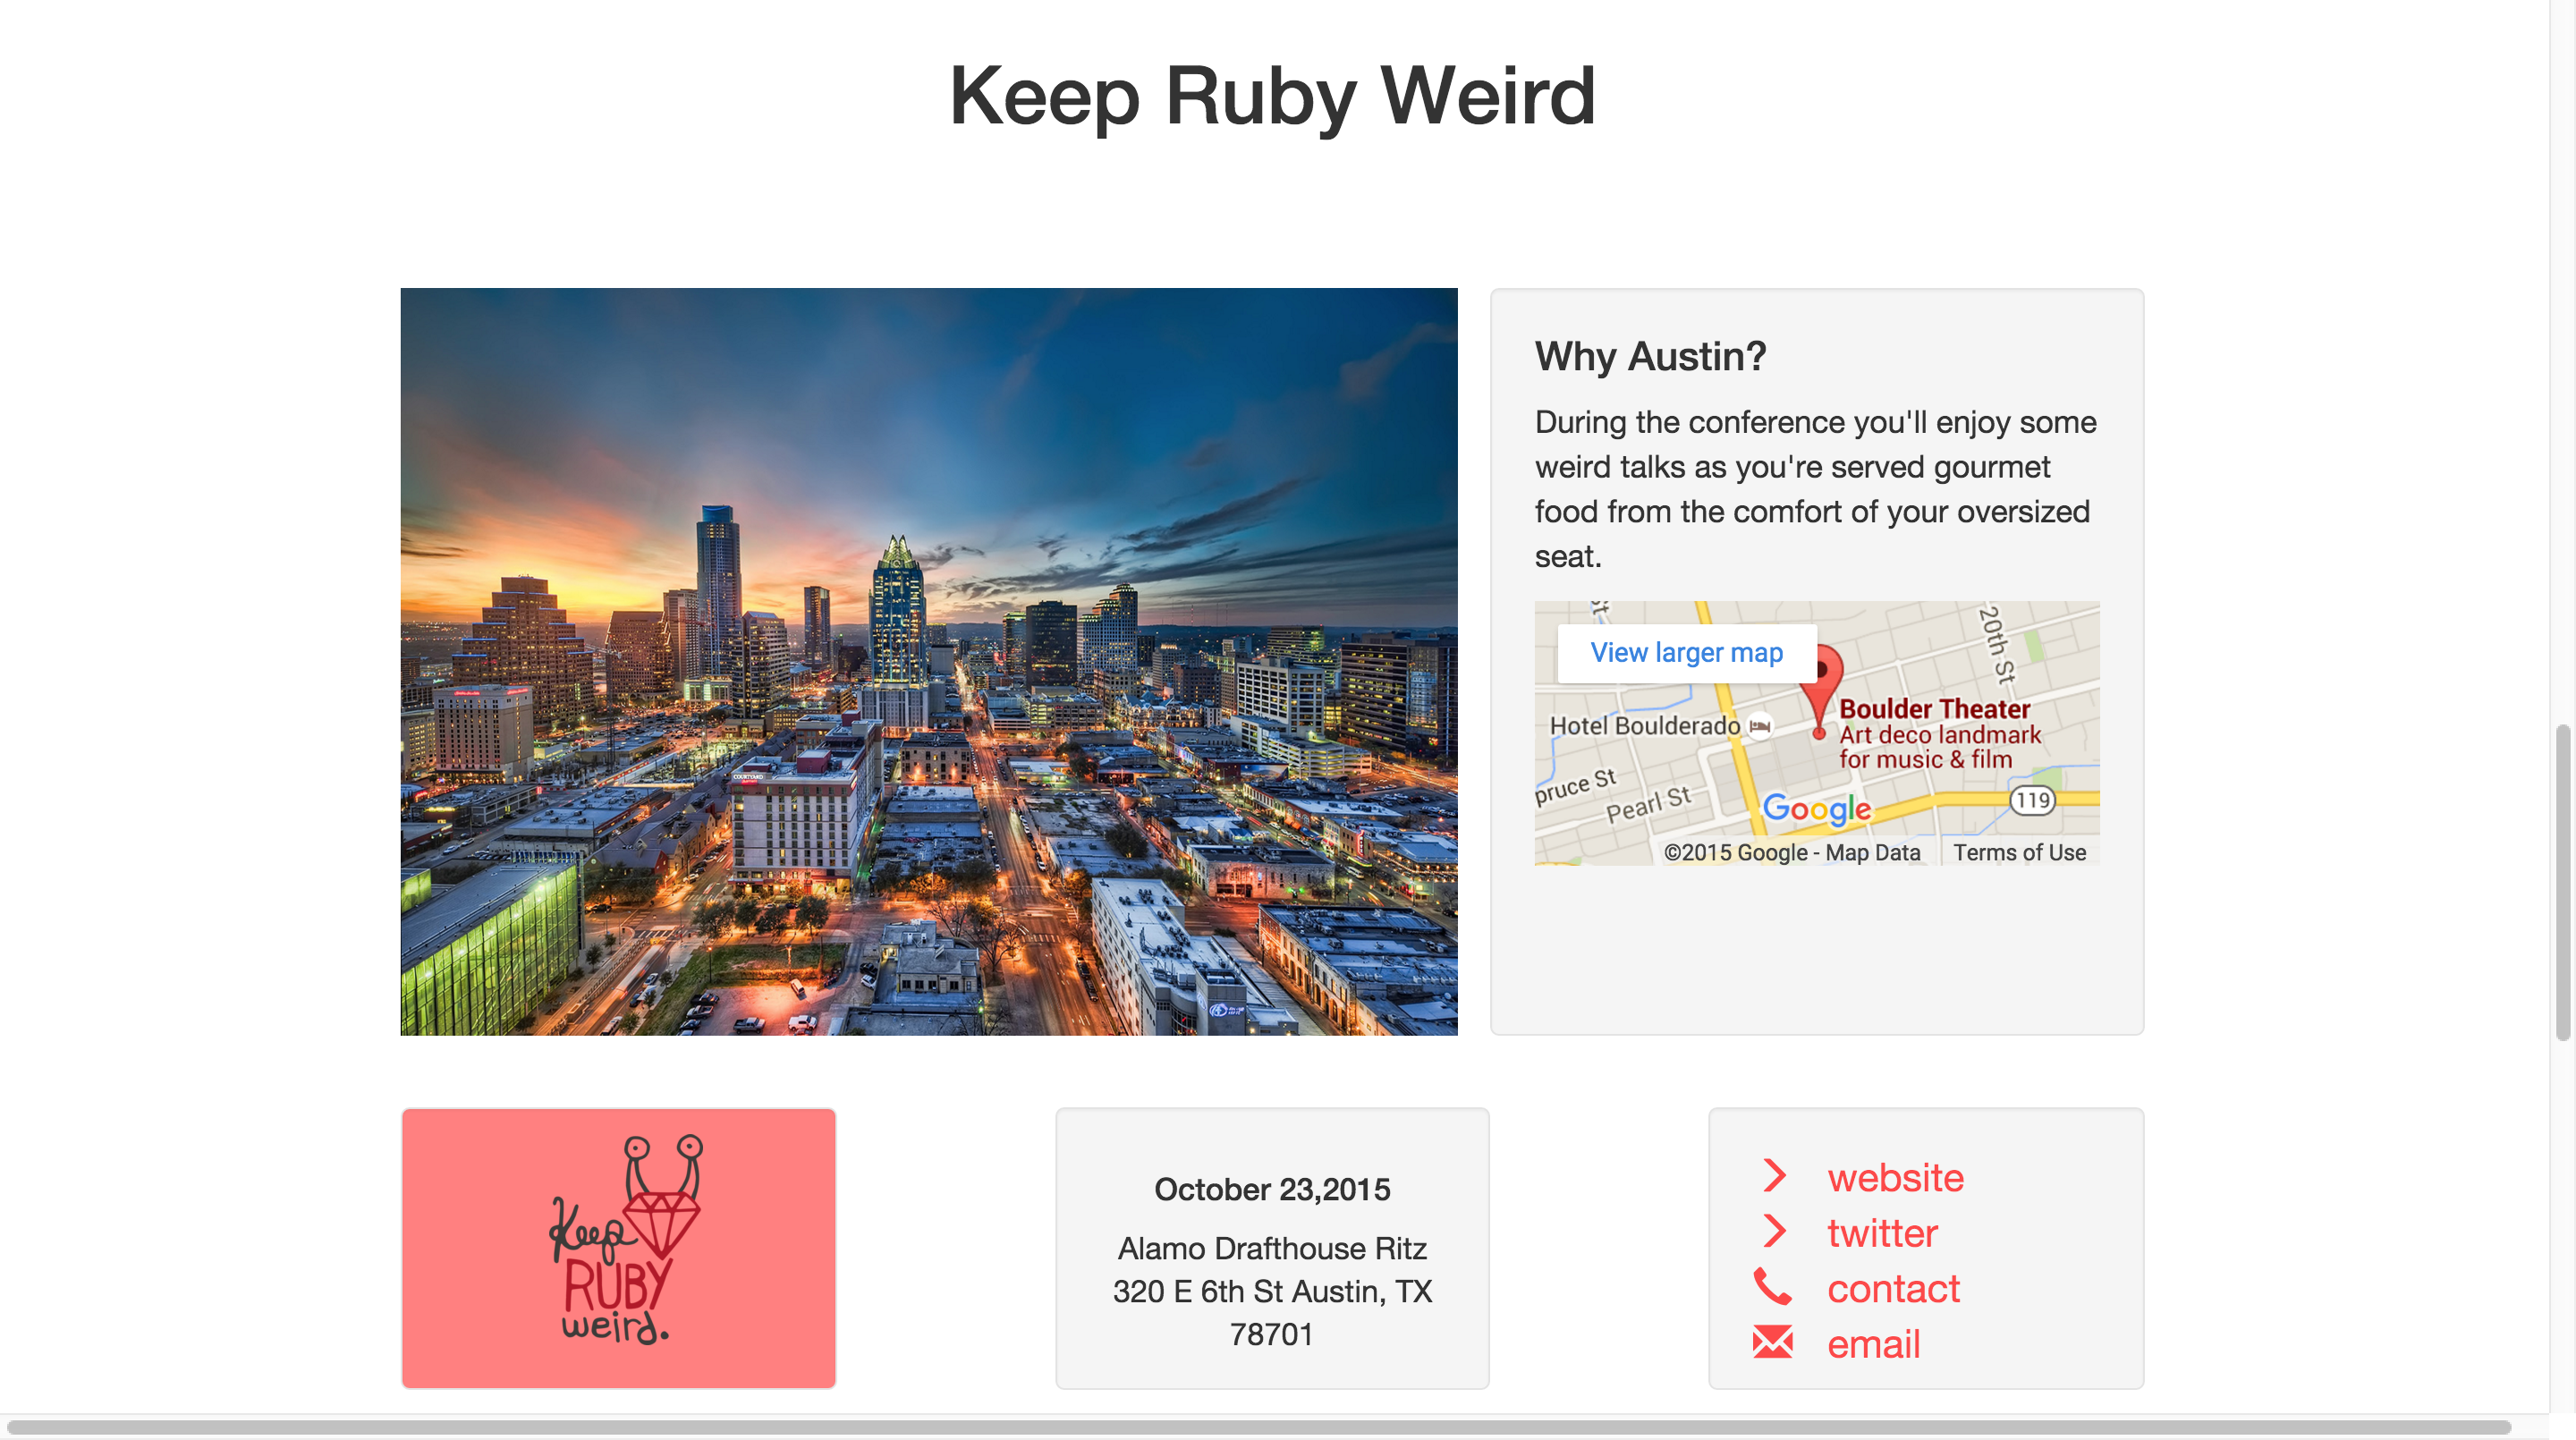 Keep Ruby Weird
COURTYARD
Why Austin?
During the conference you'll enjoy some
weird talks as you're served gourmet
food from the comfort of your oversized
seat.
20th St
View larger map
Boulder Theater
Hotel Boulderado
Art deco landmark
for music & film
pruce St
Pearl St
119
Google
©2015 Google - Map Data
Terms of Use
Keep
RUBY
weird.
October 23,2015
Alamo Drafthouse Ritz
320 E 6th St Austin, TX
78701
website
twitter
contact
email